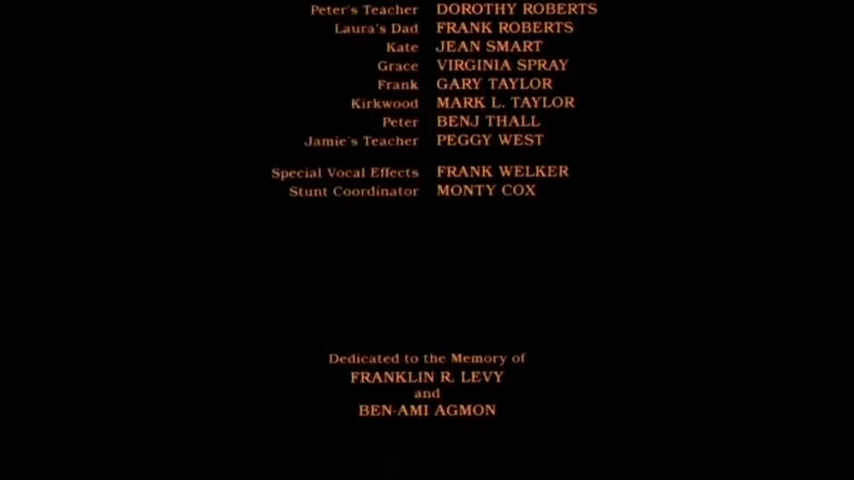 Peter's Teacher DOROTHY ROBERTS
Laura's Dad FRANK ROBERTS
Kate JEAN SMART
Grace VIRGINIA SPRAY
Frank GARY TAYLOR
Kirkwood MARK L. TAYLOR
Peter BENJ THALL
Jamie's Teacher PEGGY WEST
Special Vocal Effects FRANK WELKER
Stunt Coordinator MONTY COX
Dedicated to the Memory of
FRANKLIN R. LEVY
and
BEN-AMI AGMON